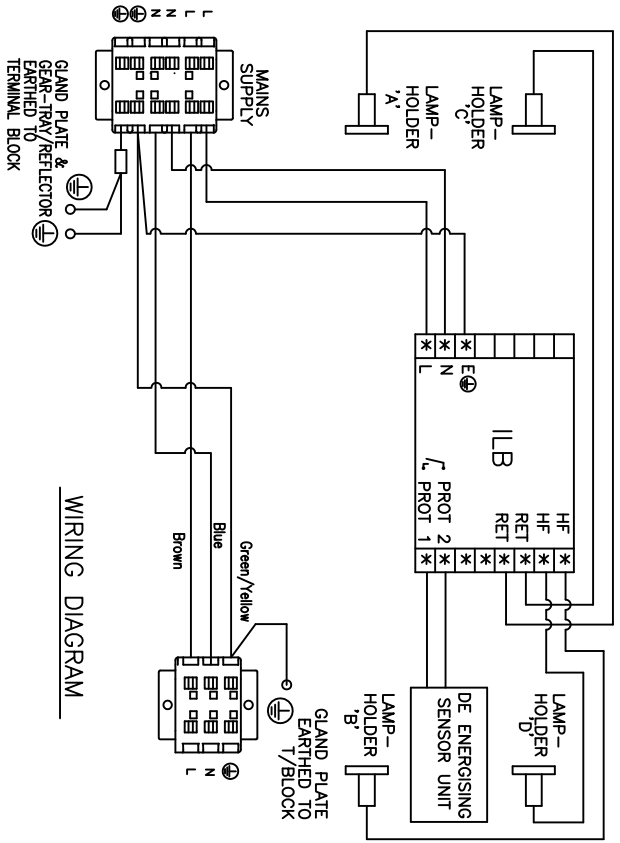 LAMP-
HOLDER
'C'
LAMP-
HOLDER
'A'
MAINS
SUPPLY
L
L
N
N
GLAND PLATE &
GEAR-TRAY/REFLECTOR
EARTHED TO
TERMINAL BLOCK
ILB
L
N
E
HF
HF
RET
RET
PROT 2
PROT 1
LAMP-
HOLDER
'D'
DE ENERGISING
SENSOR UNIT
LAMP-
HOLDER
'B'
Green/Yellow
Blue
Brown
GLAND PLATE
EARTHED TO
T/BLOCK
N
L
WIRING DIAGRAM